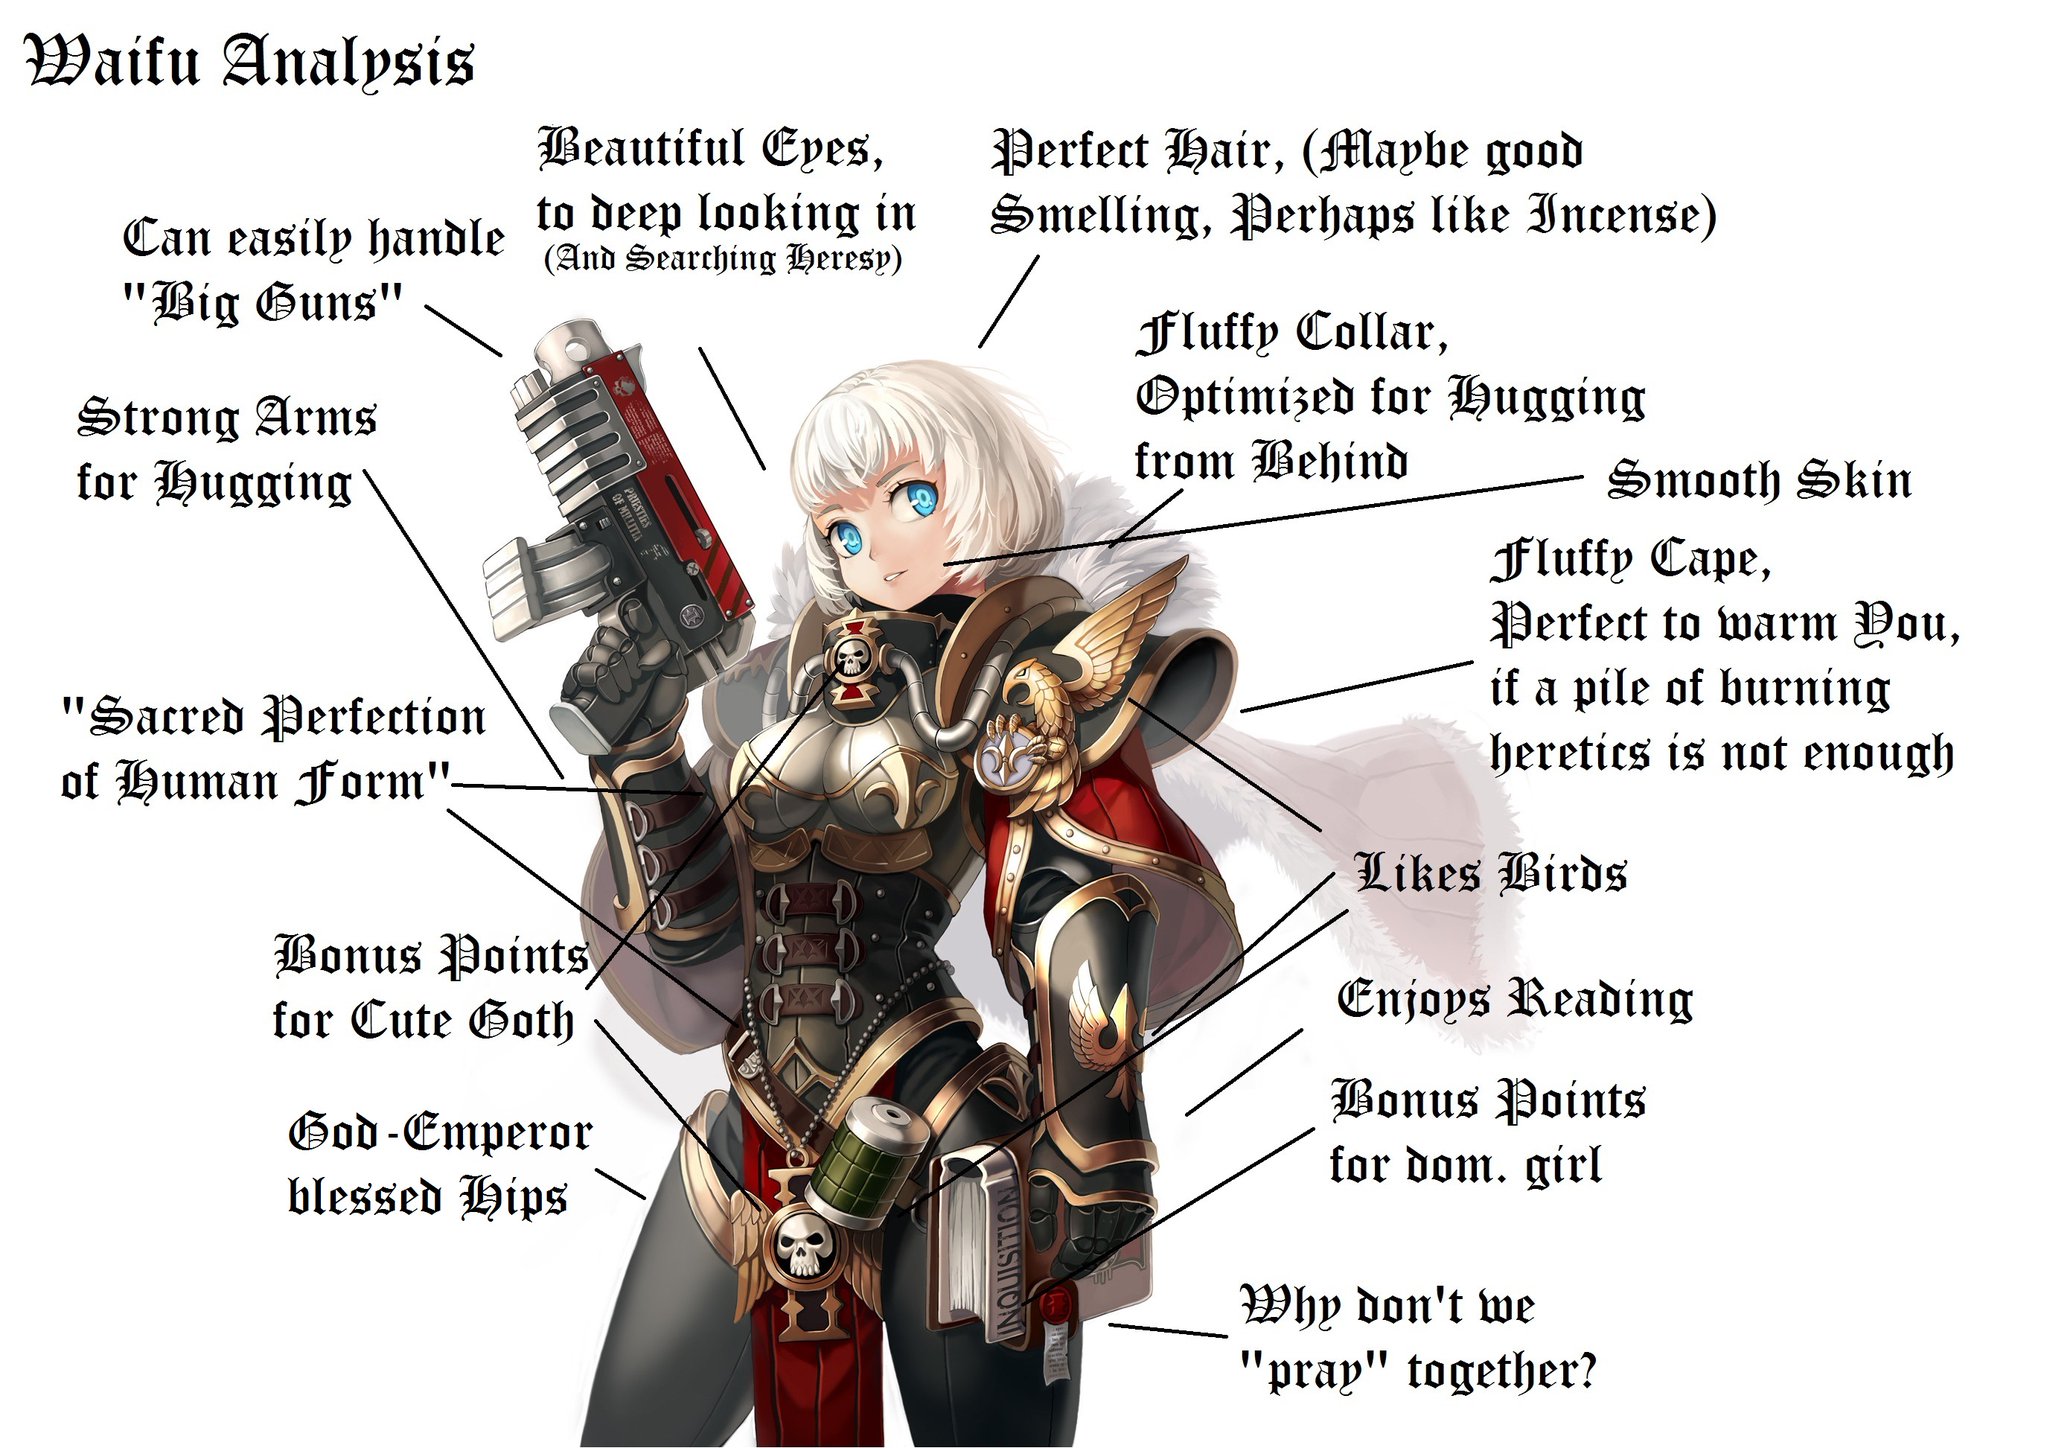 Waifu Analysis
Beautiful Eyes,
to deep looking in
(And Searching Heresy)
Perfect Hair, (Maybe good
Smelling, Perhaps like Incense)
Can easily handle
"Big Guns"
Fluffy Collar,
Optimized for Hugging
from Behind
Strong Arms
for Hugging
Smooth Skin
PRIESTIES
OF MILLITIA
Fluffy Cape,
Perfect to warm You,
if a pile of burning
heretics is not enough
"Sacred Perfection
of Human Form"
Likes Birds
Bonus Points
for Cute Goth
Enjoys Reading
God-Emperor
blessed Hips
Bonus Points
for dom. girl
INQUISITION
Why don't we
"pray" together?